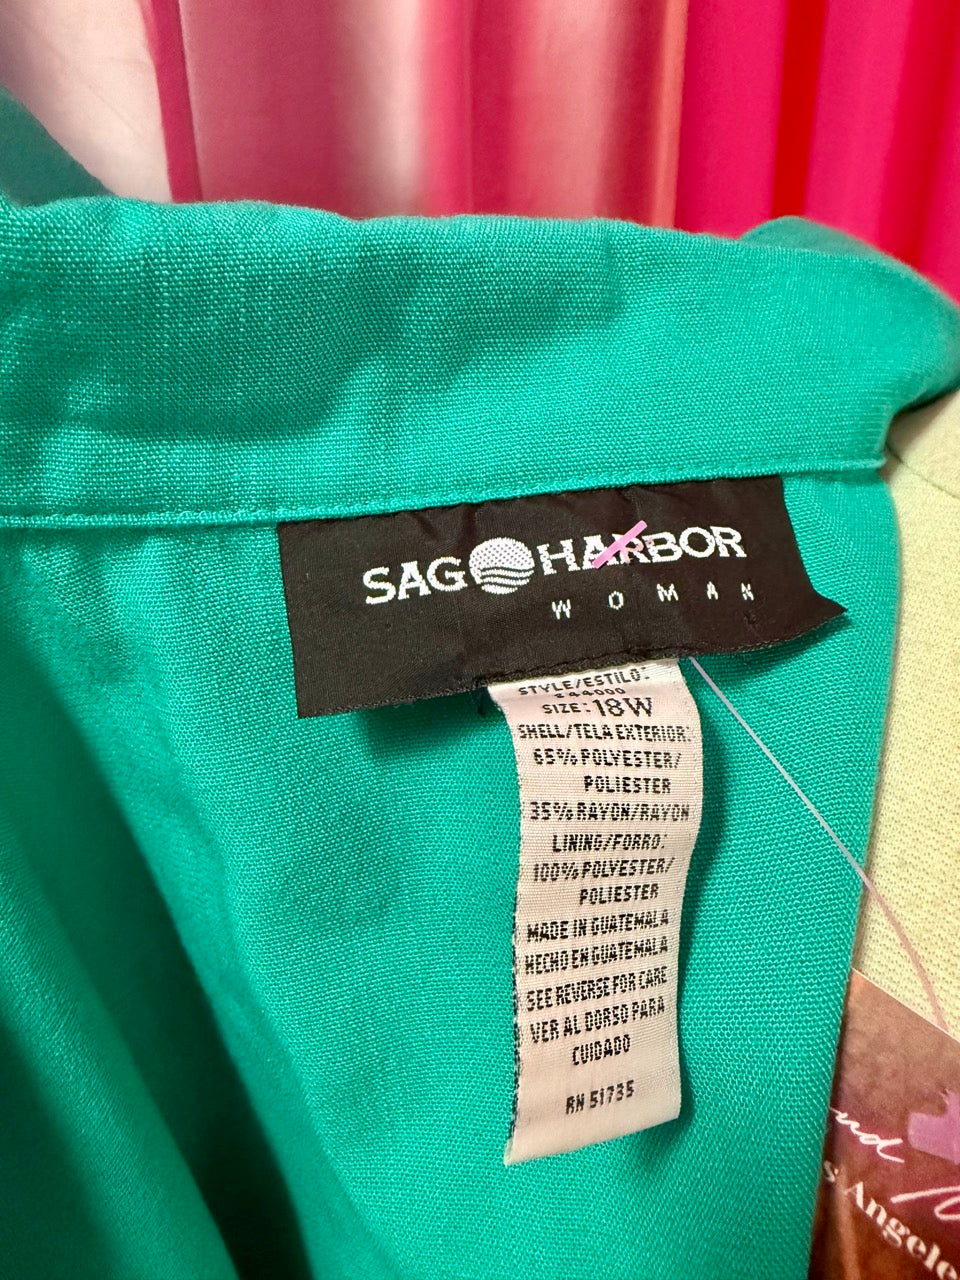 SAG HARBOR
WOMAN
STYLE/ESTILO:
244000
SIZE: 18W
SHELL/TELA EXTERIOR:
65% POLYESTER/
POLIESTER
35% RAYON/RAYON
LINING/FORRO:
100% POLYESTER/
POLIESTER
MADE IN GUATEMALA
HECHO EN GUATEMALA
SEE REVERSE FOR CARE
VER AL DORSO PARA
CUIDADO
RN 51735